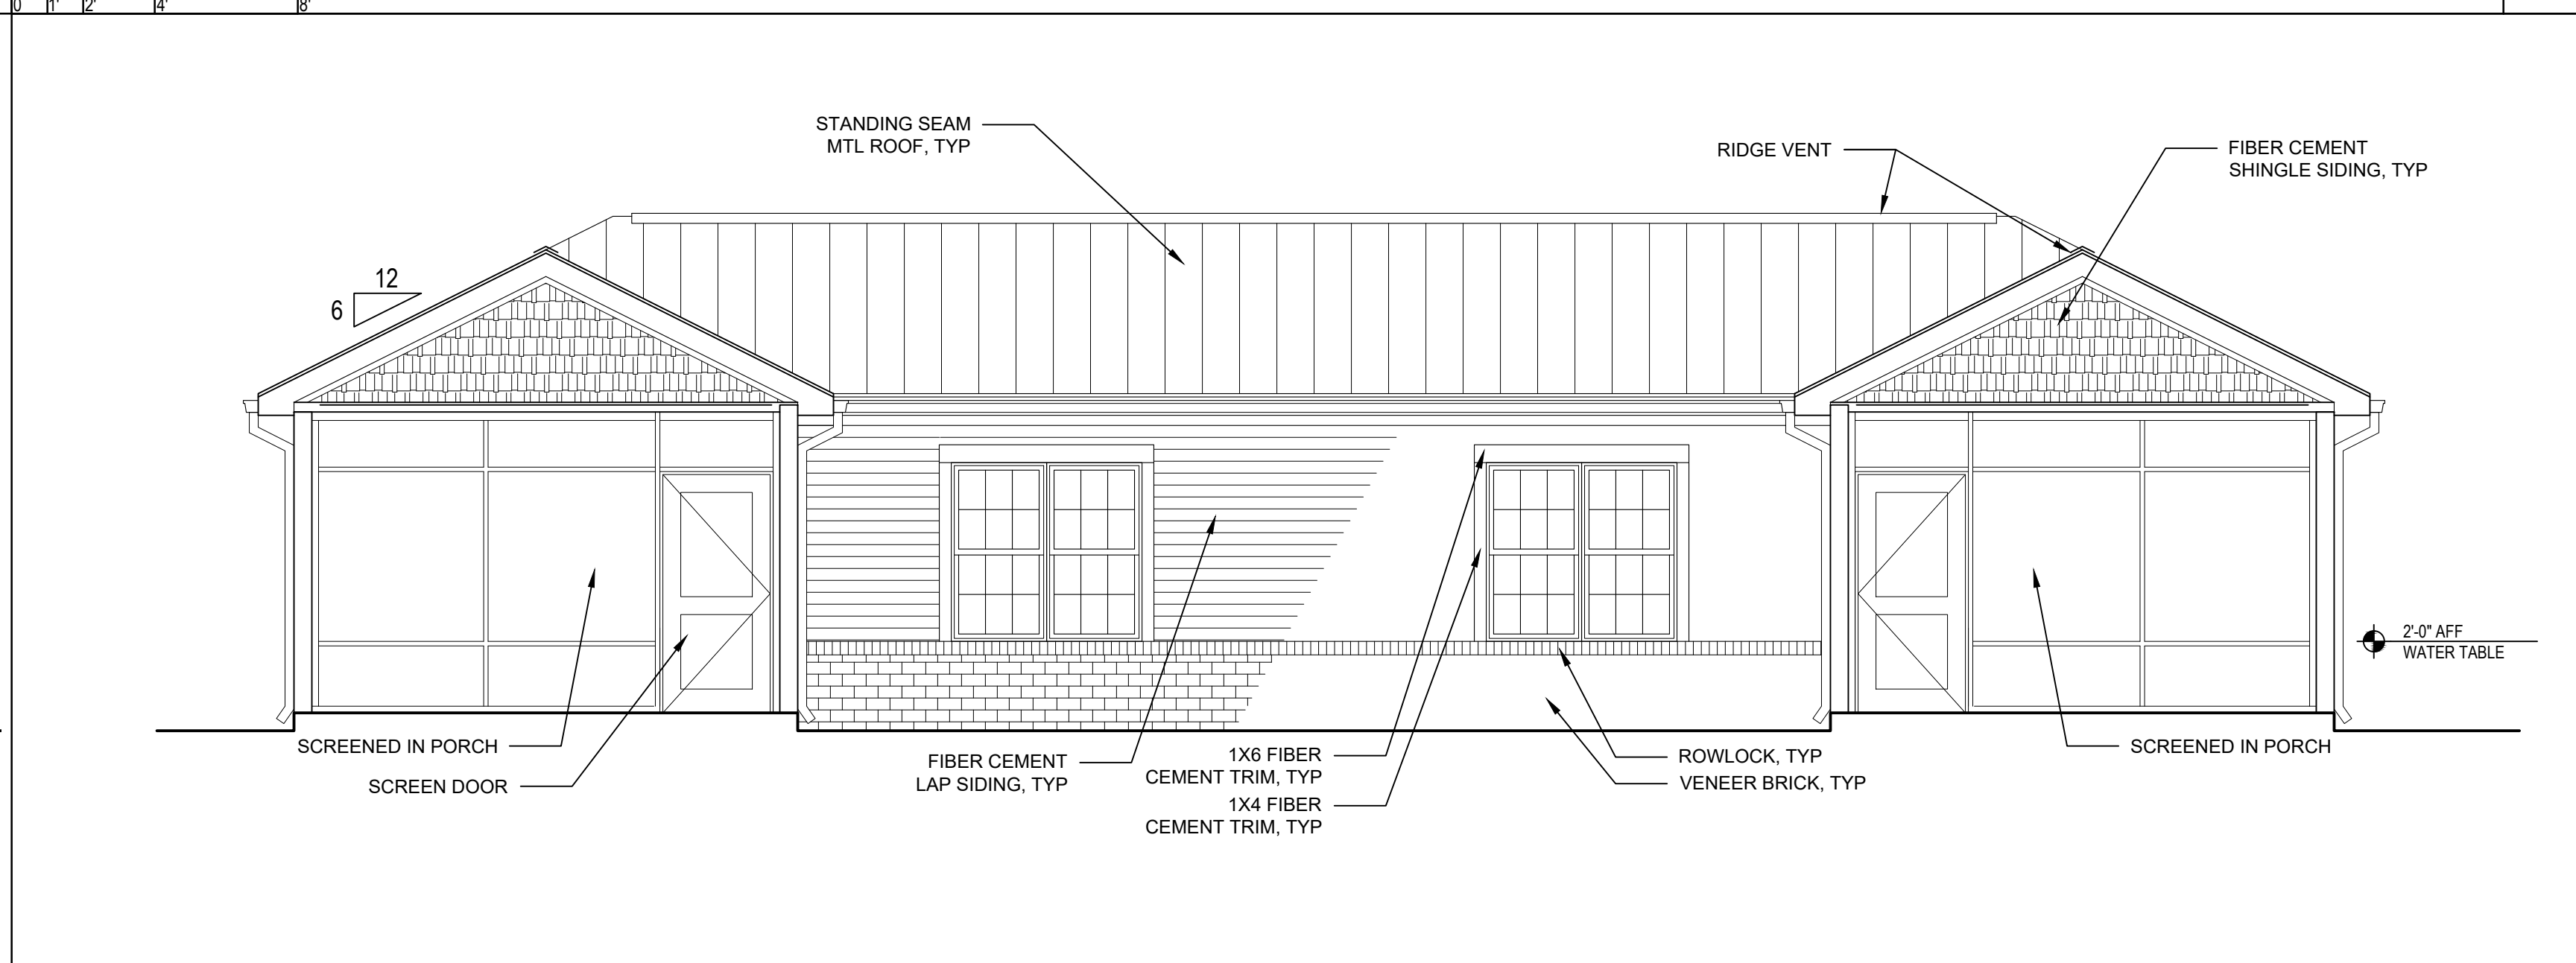 0 1' 2' 4' 8'
STANDING SEAM
MTL ROOF, TYP
RIDGE VENT
FIBER CEMENT
SHINGLE SIDING, TYP
12
6
2'-0" AFF
WATER TABLE
SCREENED IN PORCH
SCREEN DOOR
FIBER CEMENT
LAP SIDING, TYP
1X6 FIBER
CEMENT TRIM, TYP
1X4 FIBER
CEMENT TRIM, TYP
ROWLOCK, TYP
VENEER BRICK, TYP
SCREENED IN PORCH